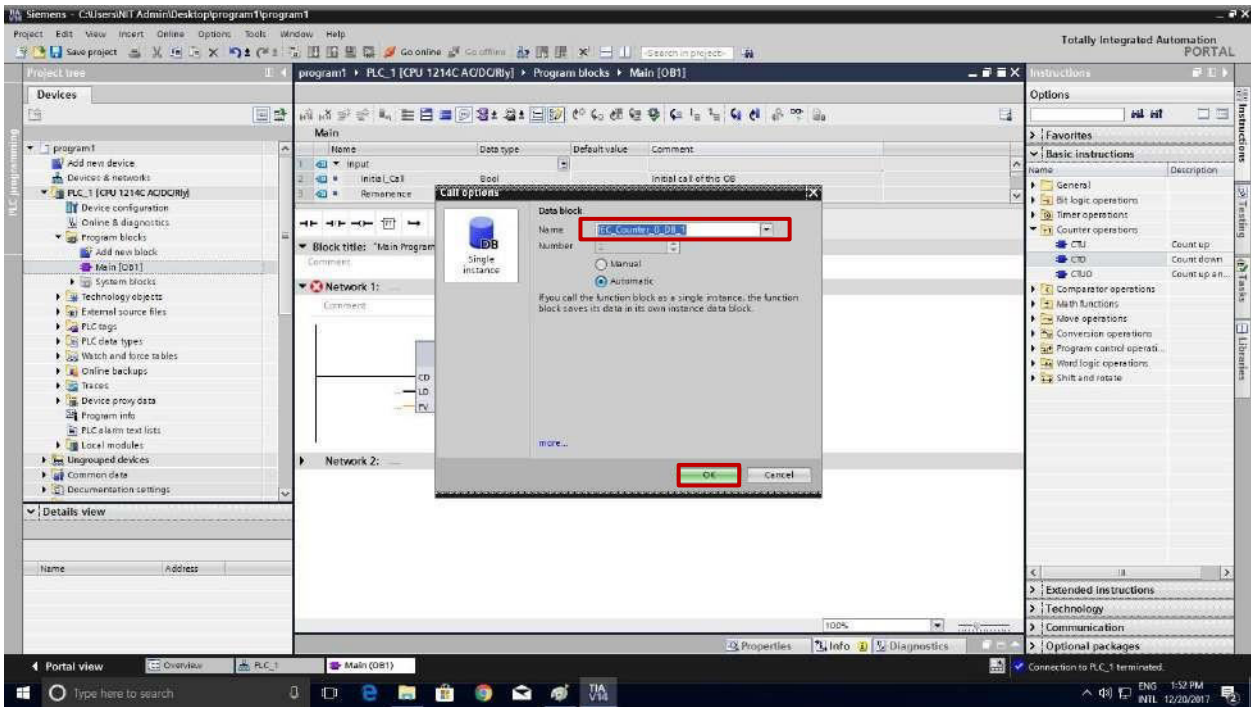 Siemens - C:\Users\NIT Admin\Desktop\program1\program1
Project Edit View Insert Online Options Tools Window Help
Totally Integrated Automation
PORTAL
Save project
Go online
Go offline
Project tree
program1 ▸ PLC_1 [CPU 1214C AC/DC/Rly] ▸ Program blocks ▸ Main [OB1]
Instructions
Devices
Options
PLC programming
program1
Add new device
Devices & networks
PLC_1 [CPU 1214C AC/DC/Rly]
Device configuration
Online & diagnostics
Program blocks
Add new block
Main [OB1]
System blocks
Technology objects
External source files
PLC tags
PLC data types
Watch and force tables
Online backups
Traces
Device proxy data
Program info
PLC alarm text lists
Local modules
Ungrouped devices
Common data
Documentation settings
Details view
Name Address
Main
Name Data type Default value Comment
1 Input
2 Initial_Call Bool Initial call of this OB
3 Remanence
Block title: "Main Program
Comment
Network 1:
Comment
CD
LD
PV
Network 2:
Call options
Data block
Name IEC_Counter_0_DB_1
Number
Manual
Automatic
DB
Single
instance
If you call the function block as a single instance, the function
block saves its data in its own instance data block.
more...
OK Cancel
Favorites
Basic instructions
Name Description
General
Bit logic operations
Timer operations
Counter operations
CTU Count up
CTD Count down
CTUD Count up an...
Comparator operations
Math functions
Move operations
Conversion operations
Program control operati...
Word logic operations
Shift and rotate
Extended instructions
Technology
Communication
Optional packages
Instructions
Testing
Tasks
Libraries
100%
Properties Info Diagnostics
Portal view Overview PLC_1 Main (OB1)
Connection to PLC_1 terminated.
Type here to search
TIA
V14
ENG
INTL
1:52 PM
12/20/2017